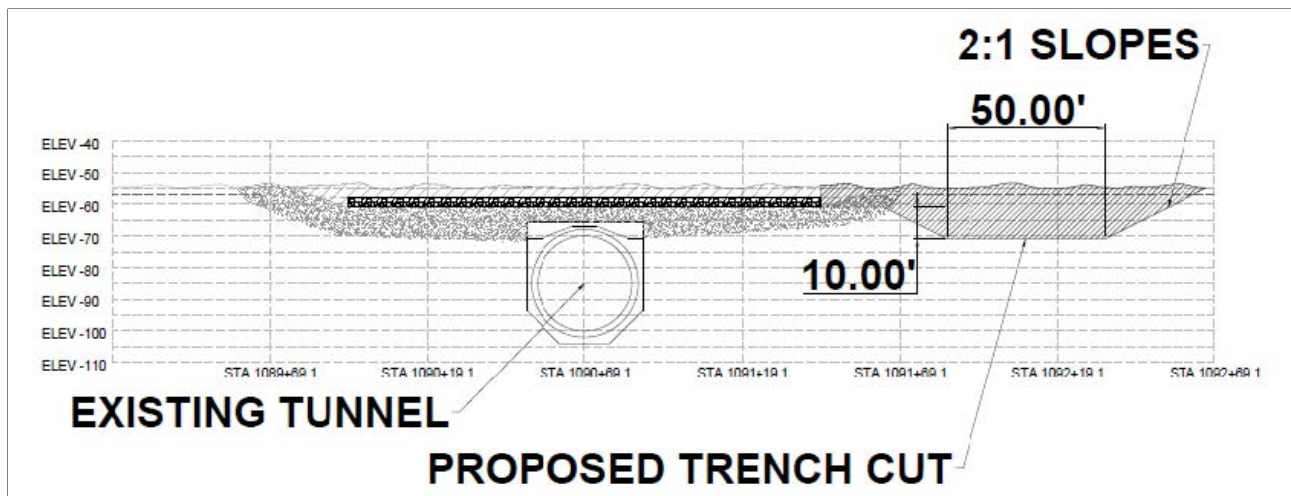 2:1 SLOPES
50.00'
ELEV -40
ELEV -50
ELEV -60
ELEV -70
ELEV -80
ELEV -90
ELEV -100
ELEV -110
10.00'
STA 1089+69.1
STA 1090+19.1
STA 1090+69.1
STA 1091+19.1
STA 1091+69.1
STA 1092+19.1
STA 1092+69.1
EXISTING TUNNEL
PROPOSED TRENCH CUT